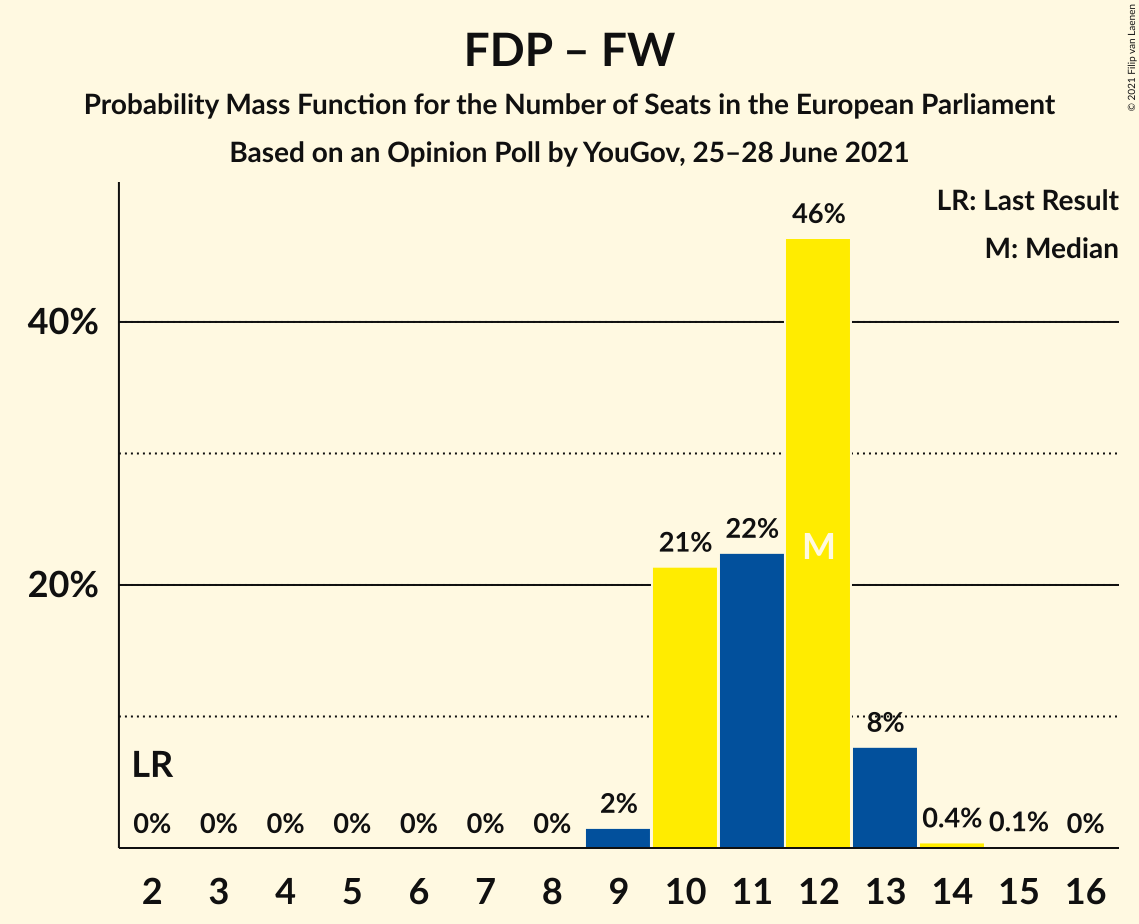 FDP – FW
Probability Mass Function for the Number of Seats in the European Parliament
Based on an Opinion Poll by YouGov, 25–28 June 2021
© 2021 Filip van Laenen
LR: Last Result
M: Median
46%
40%
22%
21%
M
20%
8%
LR
2%
0% 0% 0% 0% 0% 0% 0% 0.4% 0.1% 0%
2 3 4 5 6 7 8 9 10 11 12 13 14 15 16